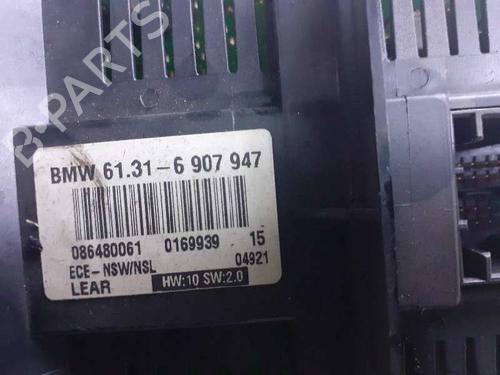 B-PARTS
BMW 61.31-6 907 947
086480061 0169939 15
ECE-NSW/NSL 04921
LEAR HW:10 SW:2.0